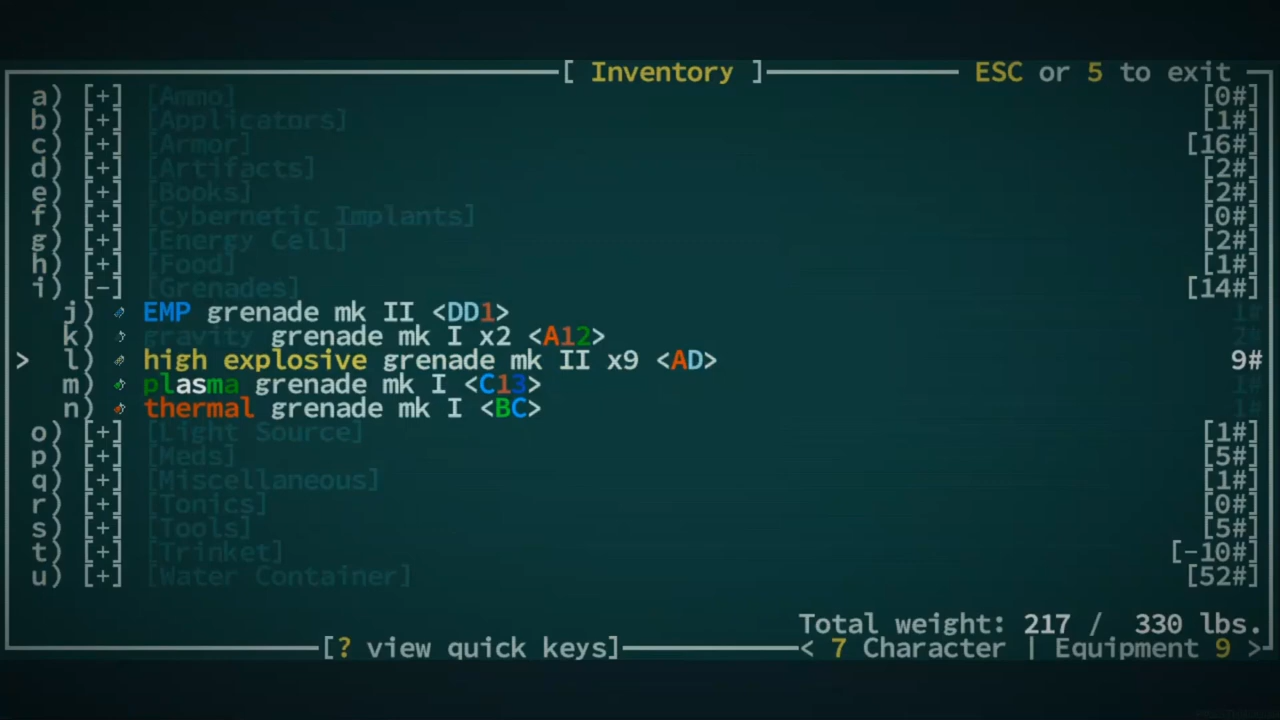 [ Inventory ] ESC or 5 to exit
a) [+] [Ammo] [0#]
b) [+] [Applicators] [1#]
c) [+] [Armor] [16#]
d) [+] [Artifacts] [2#]
e) [+] [Books] [2#]
f) [+] [Cybernetic Implants] [0#]
g) [+] [Energy Cell] [2#]
h) [+] [Food] [1#]
i) [-] [Grenades] [14#]
j) EMP grenade mk II <DD1> 1#
k) gravity grenade mk I x2 <A12> 2#
> l) high explosive grenade mk II x9 <AD> 9#
m) plasma grenade mk I <C13> 1#
n) thermal grenade mk I <BC> 1#
o) [+] [Light Source] [1#]
p) [+] [Meds] [5#]
q) [+] [Miscellaneous] [1#]
r) [+] [Tonics] [0#]
s) [+] [Tools] [5#]
t) [+] [Trinket] [-10#]
u) [+] [Water Container] [52#]
Total weight: 217 / 330 lbs.
[? view quick keys] < 7 Character | Equipment 9 >